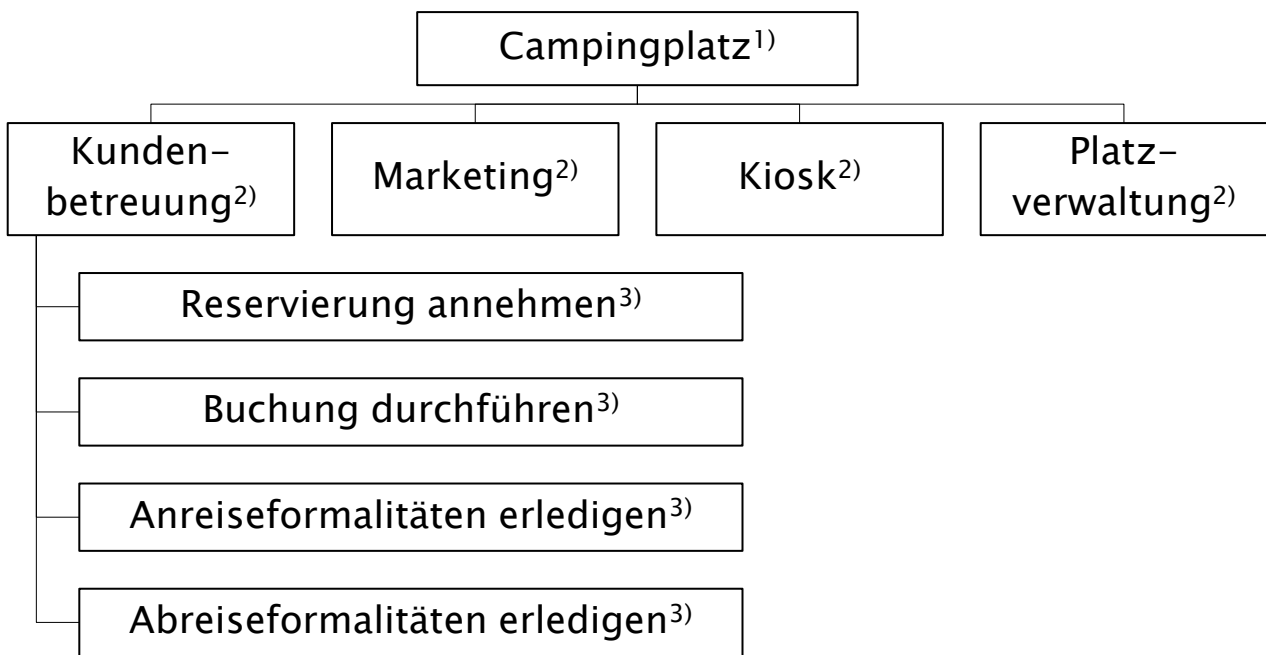 Campingplatz¹⁾
Kunden-
betreuung²⁾
Marketing²⁾
Kiosk²⁾
Platz-
verwaltung²⁾
Reservierung annehmen³⁾
Buchung durchführen³⁾
Anreiseformalitäten erledigen³⁾
Abreiseformalitäten erledigen³⁾